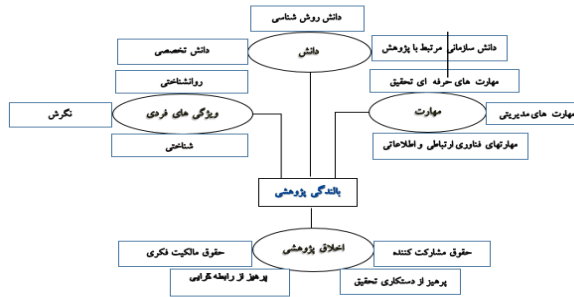 دانش روش شناسی
دانش سازمانی مرتبط با پژوهش
دانش
دانش تخصصی
مهارت های حرفه ای تحقیق
روانشناختی
مهارت های مدیریتی
مهارت
ویژگی های فردی
نگرش
مهارتهای فناوری ارتباطی و اطلاعاتی
شناختی
بالندگی پژوهشی
اخلاق پژوهشی
حقوق مشارکت کننده
حقوق مالکیت فکری
پرهیز از دستکاری تحقیق
پرهیز از رابطه گرایی